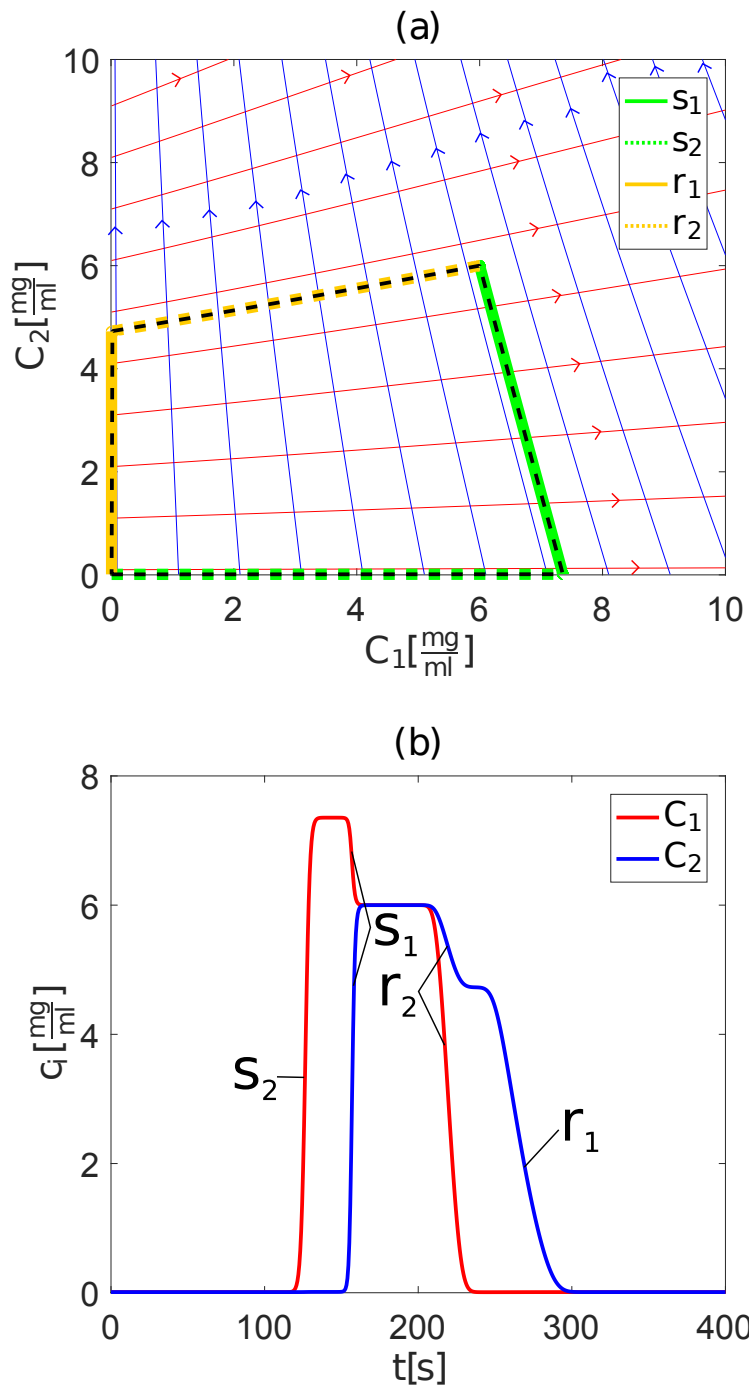 (a)
10
8
6
4
2
0
C₂[mg/ml]
s₁
s₂
r₁
r₂
0 2 4 6 8 10
C₁[mg/ml]
(b)
8
6
4
2
0
cᵢ[mg/ml]
C₁
C₂
s₁
r₂
s₂
r₁
0 100 200 300 400
t[s]